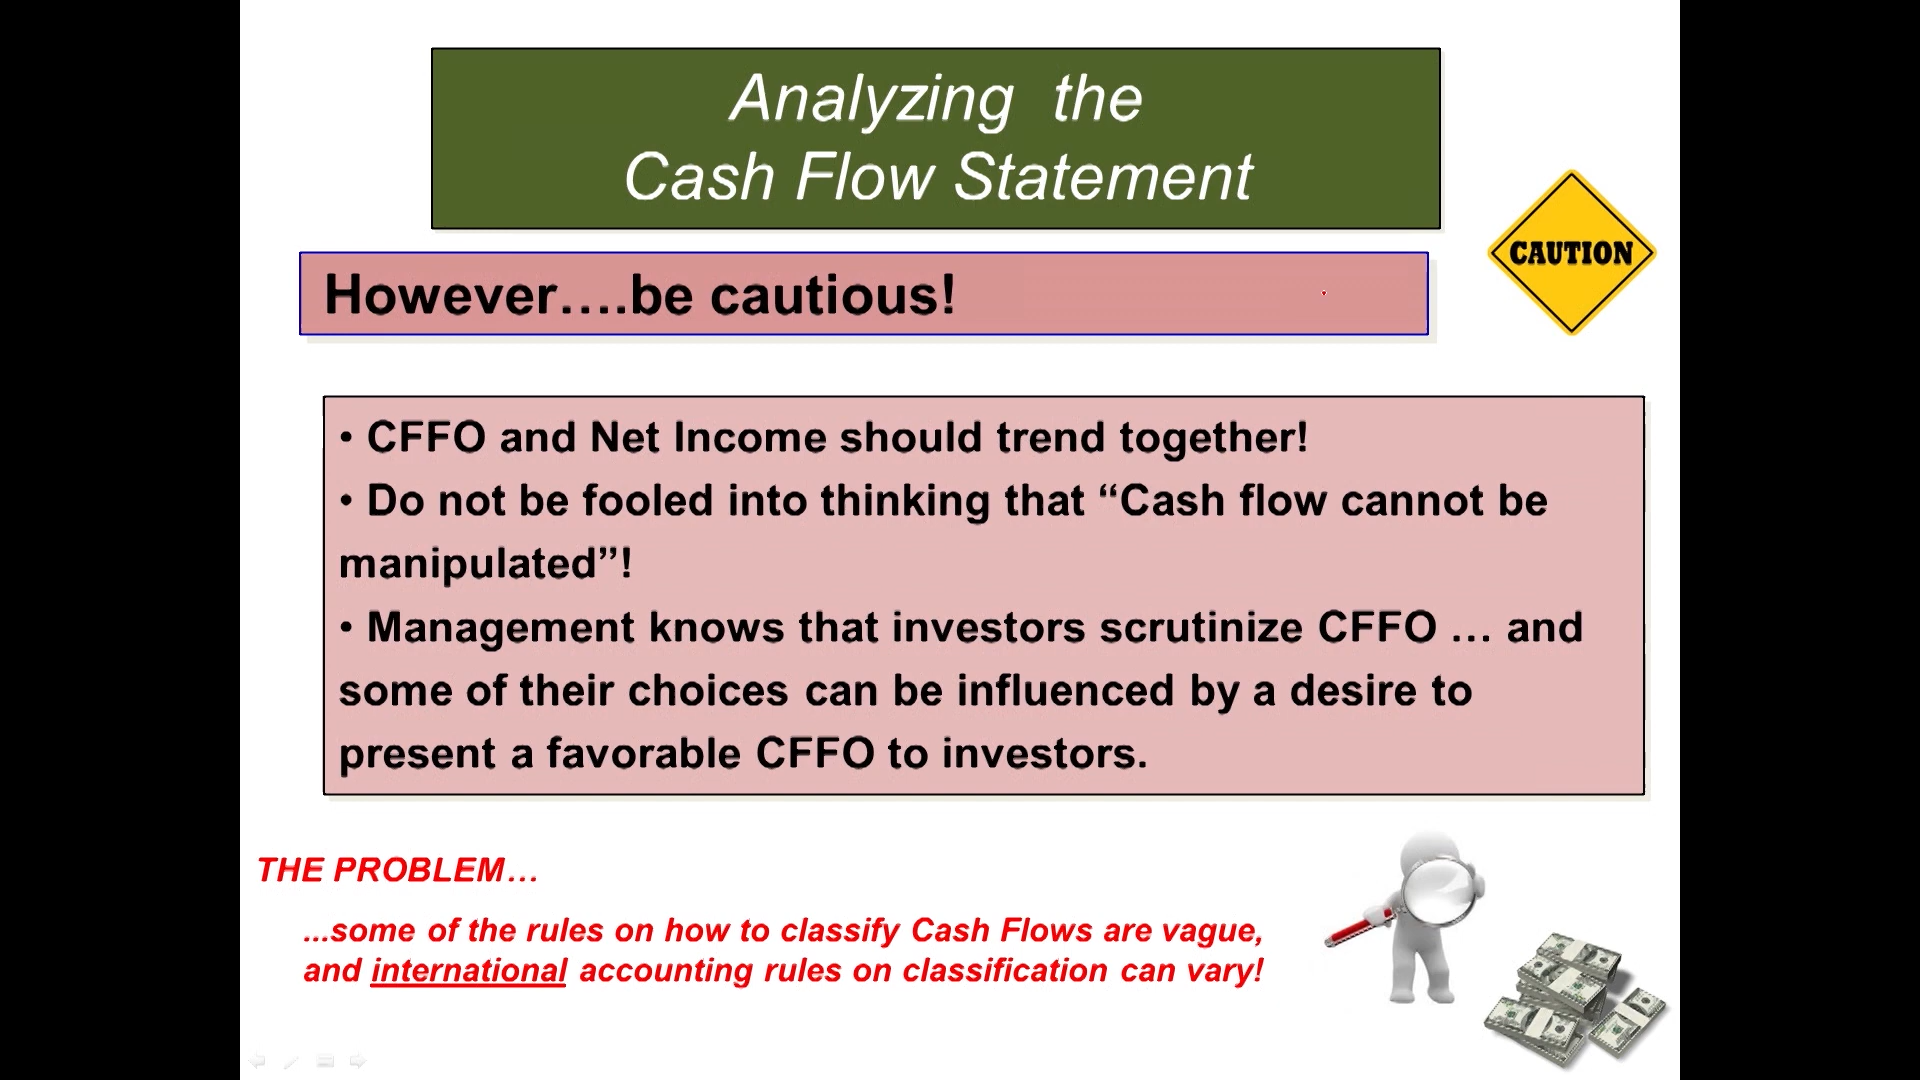 Analyzing the
Cash Flow Statement
CAUTION
However….be cautious!
• CFFO and Net Income should trend together!
• Do not be fooled into thinking that “Cash flow cannot be
manipulated”!
• Management knows that investors scrutinize CFFO … and
some of their choices can be influenced by a desire to
present a favorable CFFO to investors.
THE PROBLEM…
...some of the rules on how to classify Cash Flows are vague,
and international accounting rules on classification can vary!